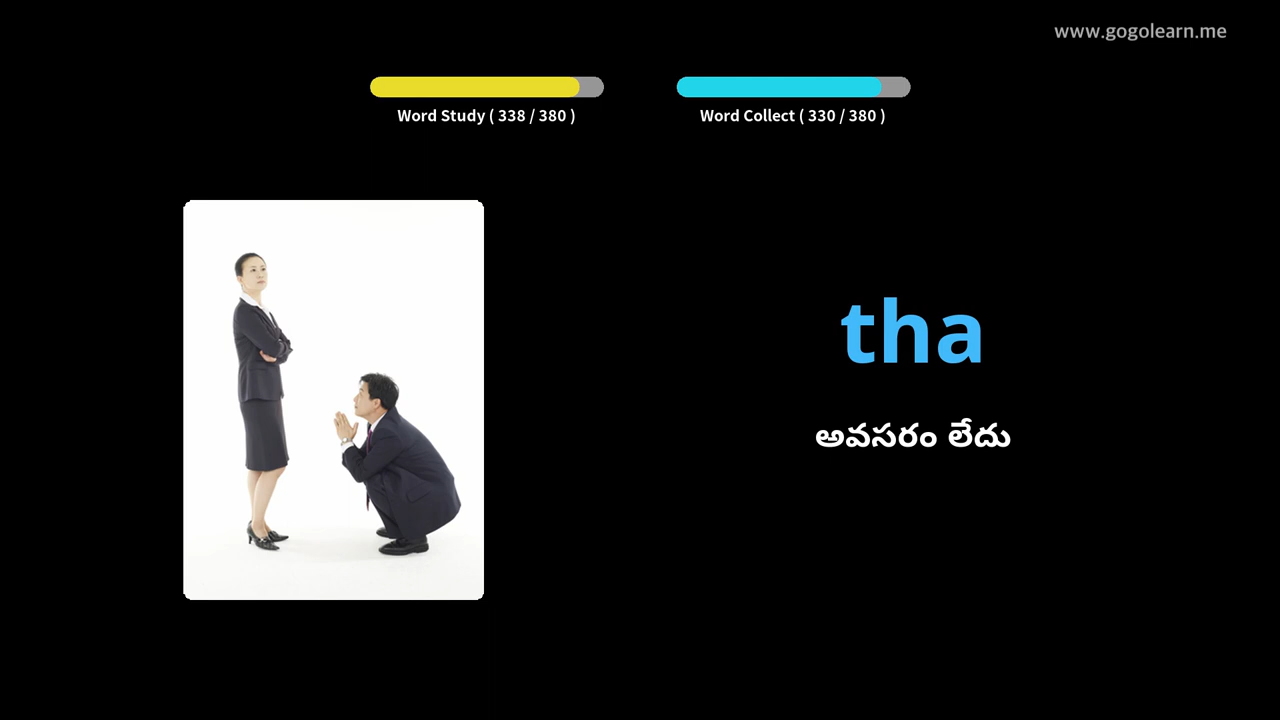 www.gogolearn.me
Word Study ( 338 / 380 )
Word Collect ( 330 / 380 )
tha
అవసరం లేదు